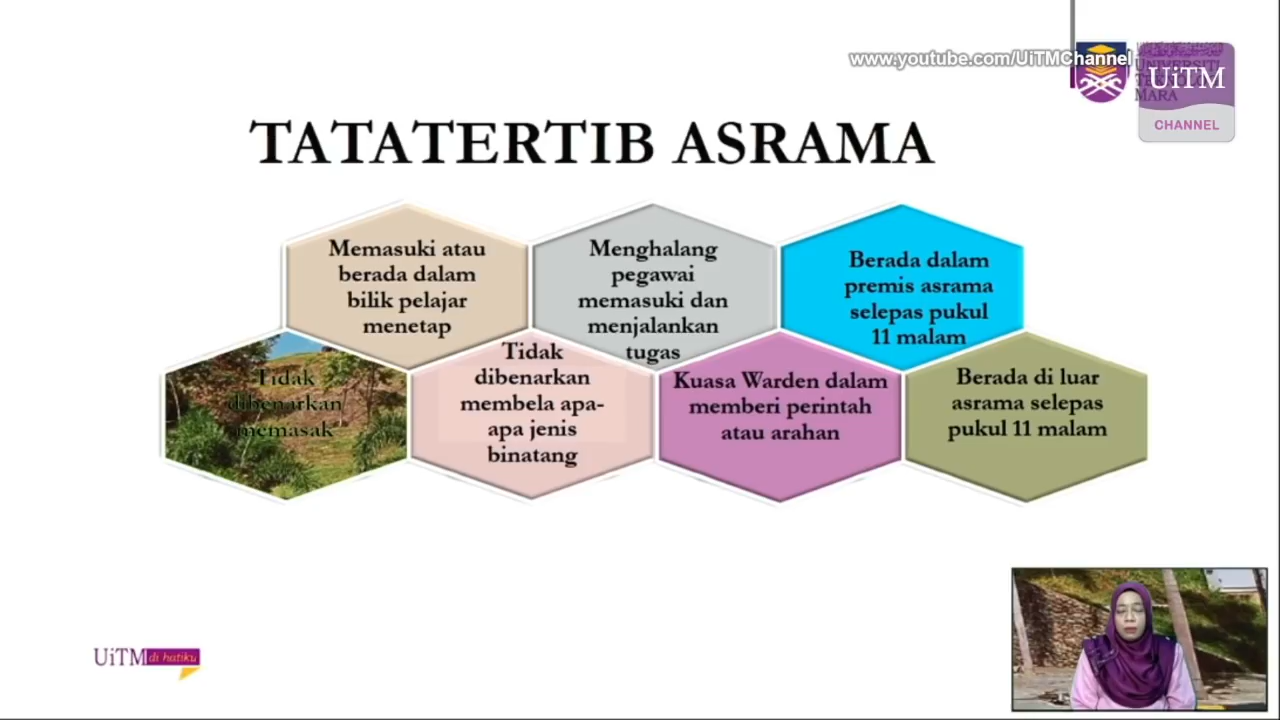 www.youtube.com/UiTMChannel
UNIVERSITI
TEKNOLOGI
MARA
UiTM
CHANNEL
TATATERTIB ASRAMA
Memasuki atau
berada dalam
bilik pelajar
menetap
Menghalang
pegawai
memasuki dan
menjalankan
tugas
Berada dalam
premis asrama
selepas pukul
11 malam
Tidak
dibenarkan
memasak
Tidak
dibenarkan
membela apa-
apa jenis
binatang
Kuasa Warden dalam
memberi perintah
atau arahan
Berada di luar
asrama selepas
pukul 11 malam
UiTM di hatiku